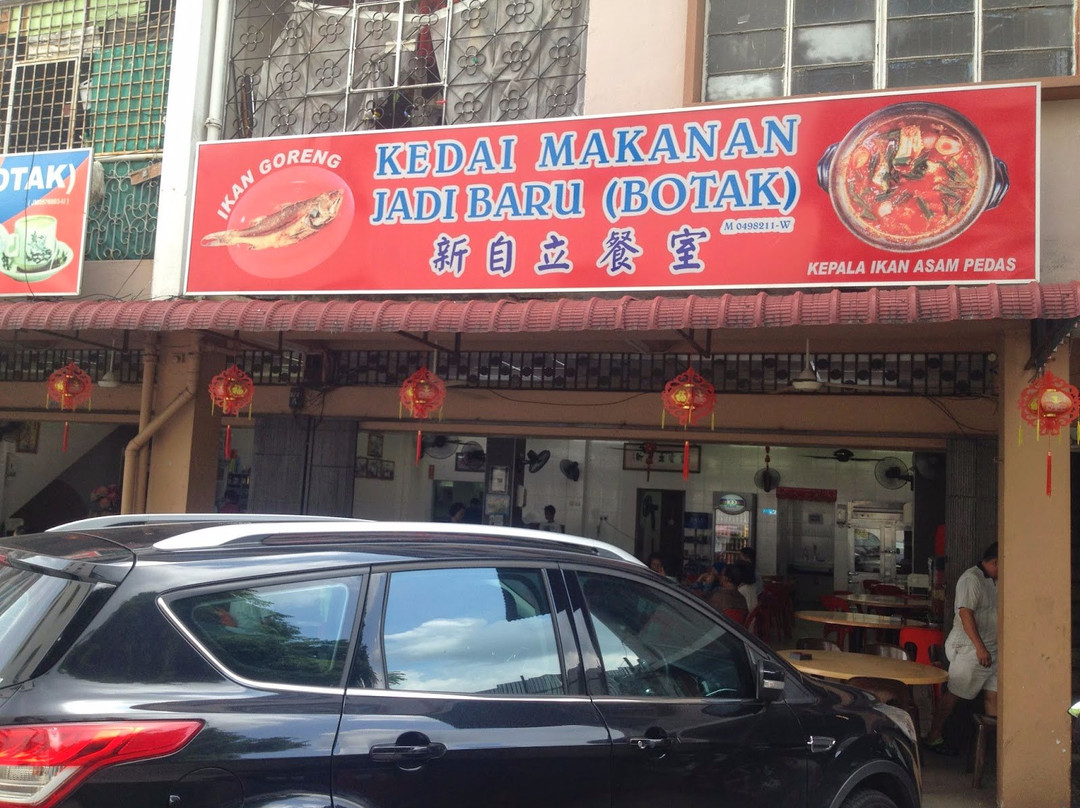 OTAK)
IKAN GORENG
KEDAI MAKANAN
JADI BARU (BOTAK)
M 0498211-W
新自立餐室
KEPALA IKAN ASAM PEDAS